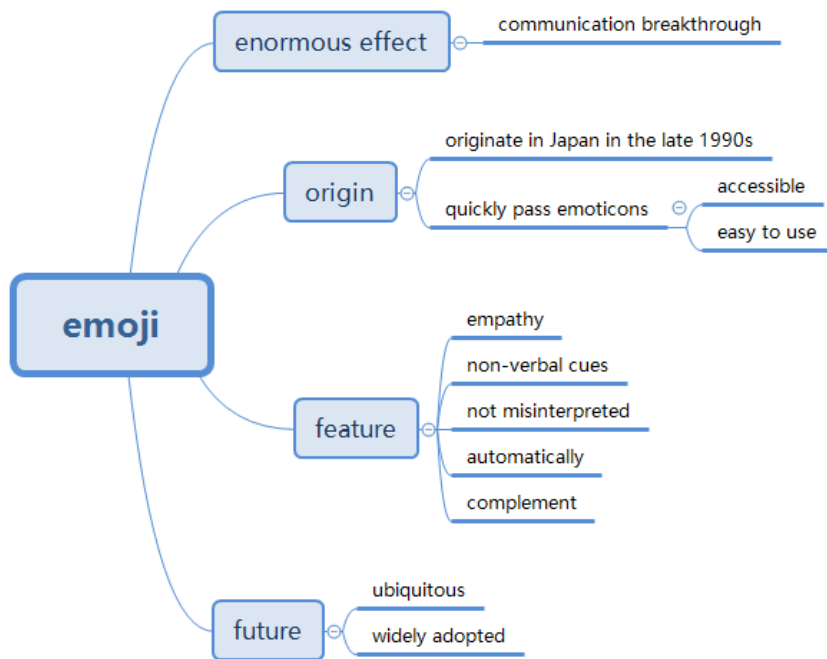 emoji
enormous effect
communication breakthrough
origin
originate in Japan in the late 1990s
quickly pass emoticons
accessible
easy to use
feature
empathy
non-verbal cues
not misinterpreted
automatically
complement
future
ubiquitous
widely adopted